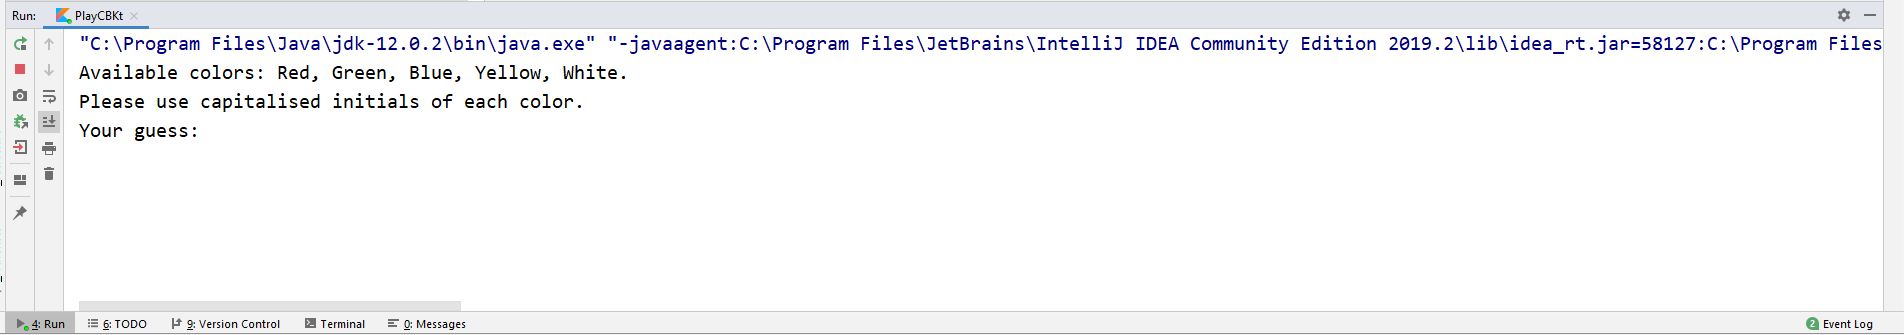 Run: PlayCBKt
"C:\Program Files\Java\jdk-12.0.2\bin\java.exe" "-javaagent:C:\Program Files\JetBrains\IntelliJ IDEA Community Edition 2019.2\lib\idea_rt.jar=58127:C:\Program Files
Available colors: Red, Green, Blue, Yellow, White.
Please use capitalised initials of each color.
Your guess:
4: Run 6: TODO 9: Version Control Terminal 0: Messages 2 Event Log